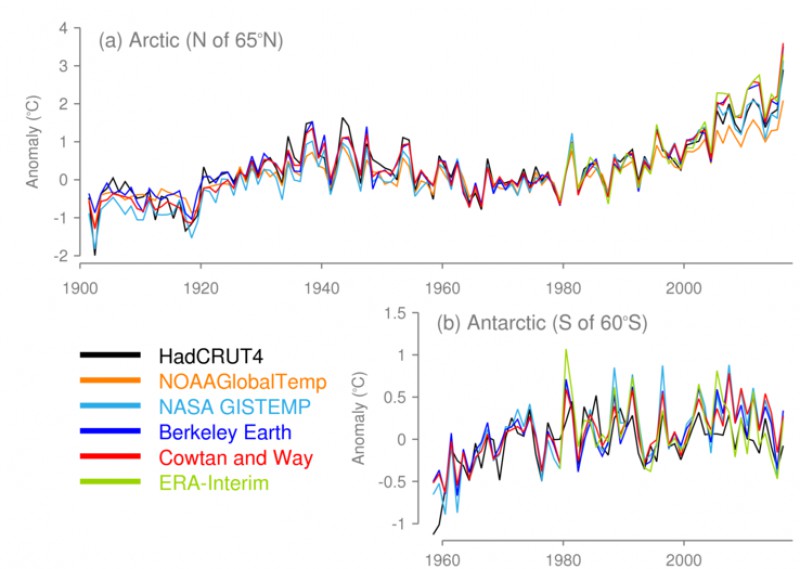 (a) Arctic (N of 65°N)
Anomaly (°C)
4
3
2
1
0
-1
-2
1900
1920
1940
1960
1980
2000
HadCRUT4
NOAAGlobalTemp
NASA GISTEMP
Berkeley Earth
Cowtan and Way
ERA-Interim
(b) Antarctic (S of 60°S)
Anomaly (°C)
1.5
1
0.5
0
-0.5
-1
1960
1980
2000